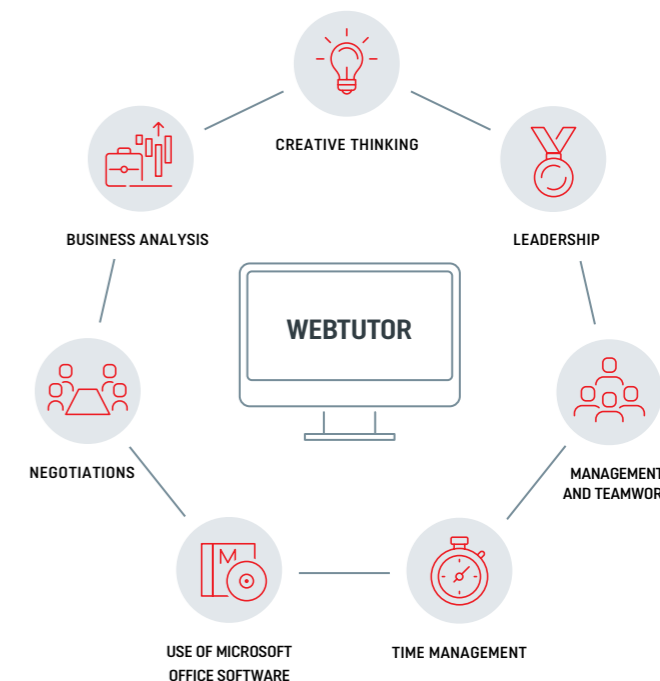 CREATIVE THINKING
BUSINESS ANALYSIS
LEADERSHIP
WEBTUTOR
NEGOTIATIONS
MANAGEMENT
AND TEAMWOR
M
USE OF MICROSOFT
OFFICE SOFTWARE
TIME MANAGEMENT